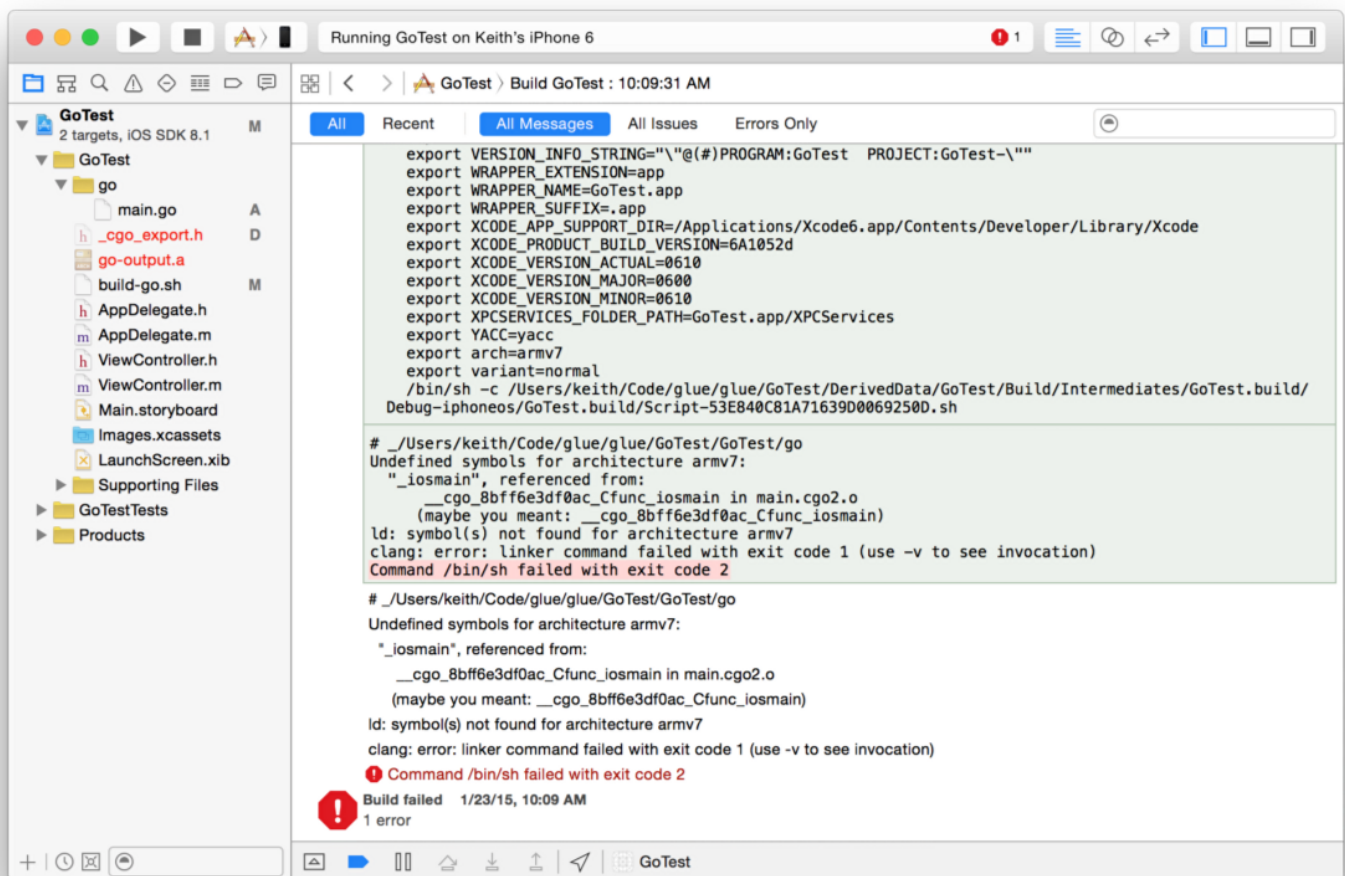 Running GoTest on Keith's iPhone 6
1
GoTest
2 targets, iOS SDK 8.1
M
GoTest
go
main.go
A
_cgo_export.h
D
go-output.a
build-go.sh
M
AppDelegate.h
AppDelegate.m
ViewController.h
ViewController.m
Main.storyboard
Images.xcassets
LaunchScreen.xib
Supporting Files
GoTestTests
Products
GoTest
Build GoTest : 10:09:31 AM
All
Recent
All Messages
All Issues
Errors Only
export VERSION_INFO_STRING="\"@(#)PROGRAM:GoTest  PROJECT:GoTest-\""
export WRAPPER_EXTENSION=app
export WRAPPER_NAME=GoTest.app
export WRAPPER_SUFFIX=.app
export XCODE_APP_SUPPORT_DIR=/Applications/Xcode6.app/Contents/Developer/Library/Xcode
export XCODE_PRODUCT_BUILD_VERSION=6A1052d
export XCODE_VERSION_ACTUAL=0610
export XCODE_VERSION_MAJOR=0600
export XCODE_VERSION_MINOR=0610
export XPCSERVICES_FOLDER_PATH=GoTest.app/XPCServices
export YACC=yacc
export arch=armv7
export variant=normal
/bin/sh -c /Users/keith/Code/glue/glue/GoTest/DerivedData/GoTest/Build/Intermediates/GoTest.build/
Debug-iphoneos/GoTest.build/Script-53E840C81A71639D0069250D.sh
# _/Users/keith/Code/glue/glue/GoTest/GoTest/go
Undefined symbols for architecture armv7:
"_iosmain", referenced from:
__cgo_8bff6e3df0ac_Cfunc_iosmain in main.cgo2.o
(maybe you meant: __cgo_8bff6e3df0ac_Cfunc_iosmain)
ld: symbol(s) not found for architecture armv7
clang: error: linker command failed with exit code 1 (use -v to see invocation)
Command /bin/sh failed with exit code 2
# _/Users/keith/Code/glue/glue/GoTest/GoTest/go
Undefined symbols for architecture armv7:
"_iosmain", referenced from:
__cgo_8bff6e3df0ac_Cfunc_iosmain in main.cgo2.o
(maybe you meant: __cgo_8bff6e3df0ac_Cfunc_iosmain)
ld: symbol(s) not found for architecture armv7
clang: error: linker command failed with exit code 1 (use -v to see invocation)
Command /bin/sh failed with exit code 2
Build failed 1/23/15, 10:09 AM
1 error
GoTest